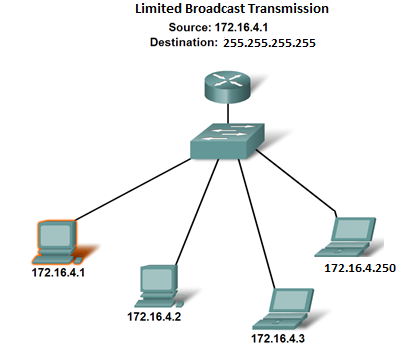 Limited Broadcast Transmission
Source: 172.16.4.1
Destination: 255.255.255.255
172.16.4.1
172.16.4.250
172.16.4.2
172.16.4.3